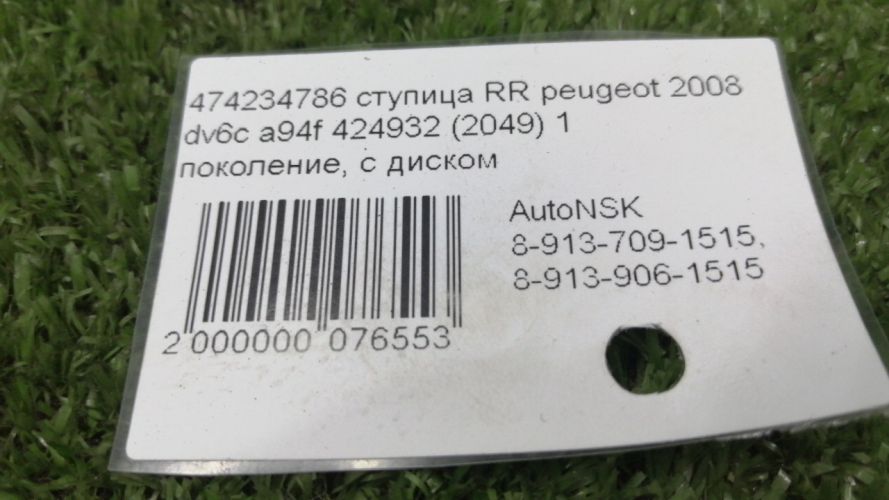 474234786 ступица RR peugeot 2008
dv6c a94f 424932 (2049) 1
поколение, с диском
AutoNSK
8-913-709-1515,
8-913-906-1515
2 000000 076553